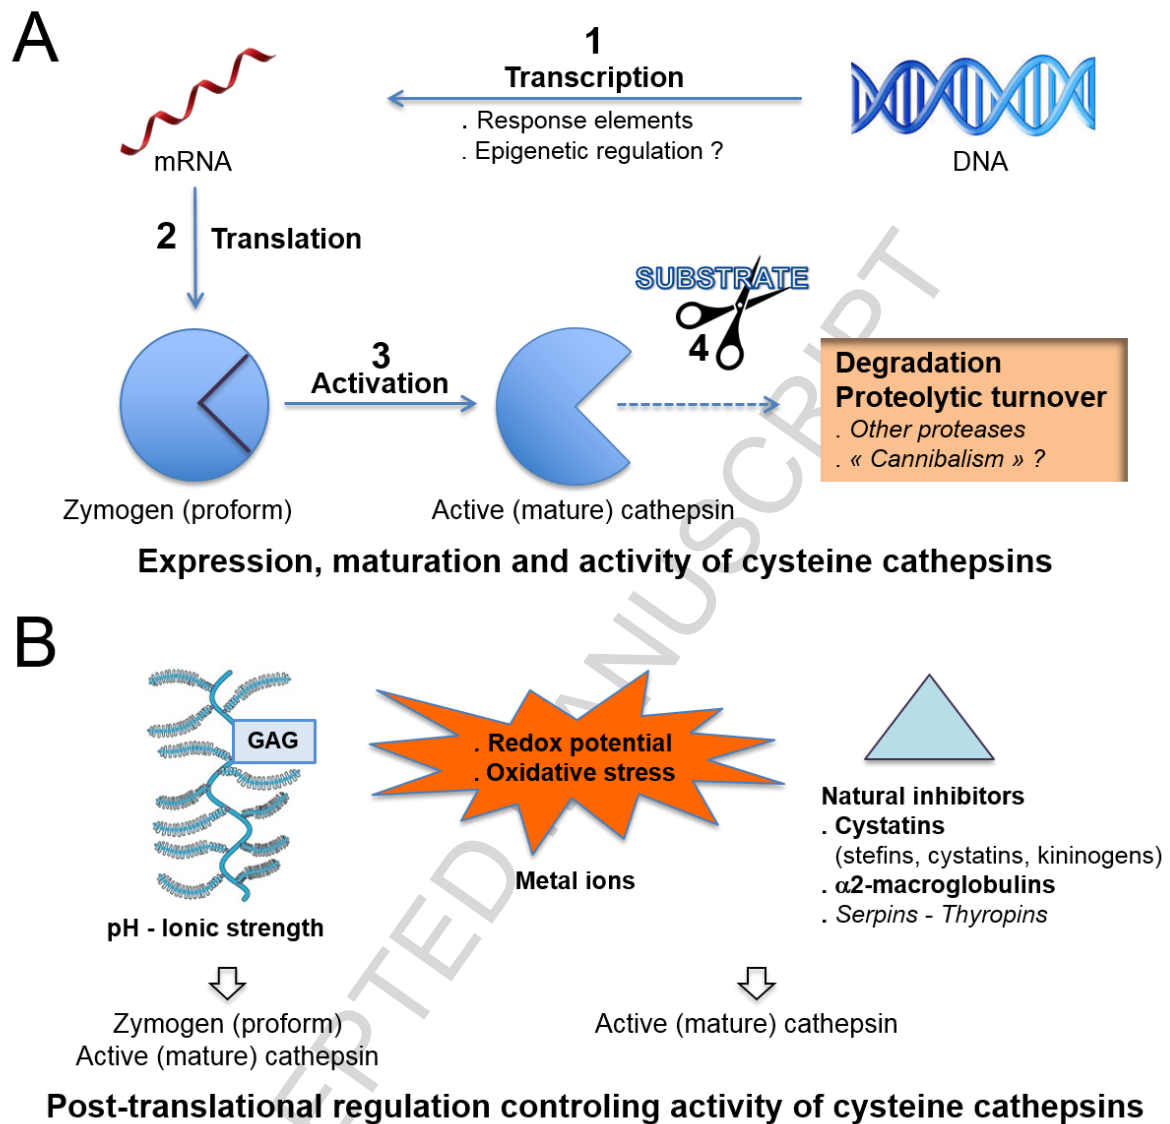 A
1
Transcription
. Response elements
. Epigenetic regulation ?
mRNA
DNA
2
Translation
SUBSTRATE
4
3
Activation
Degradation
Proteolytic turnover
. Other proteases
. « Cannibalism » ?
Zymogen (proform)
Active (mature) cathepsin
Expression, maturation and activity of cysteine cathepsins
B
GAG
. Redox potential
. Oxidative stress
Metal ions
pH - Ionic strength
Natural inhibitors
. Cystatins
(stefins, cystatins, kininogens)
. α2-macroglobulins
. Serpins - Thyropins
Zymogen (proform)
Active (mature) cathepsin
Active (mature) cathepsin
Post-translational regulation controling activity of cysteine cathepsins
EPTED MANUSCRIPT